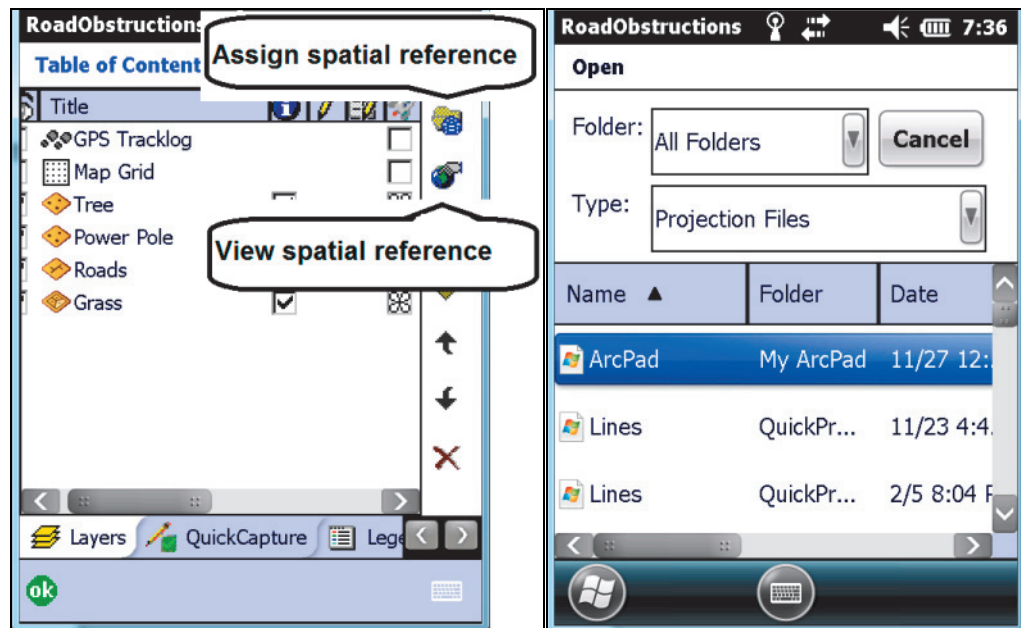 RoadObstructions
Assign spatial reference
Table of Content
Title
GPS Tracklog
Map Grid
Tree
Power Pole
View spatial reference
Roads
Grass
Layers
QuickCapture
Lege
ok
RoadObstructions
7:36
Open
Folder:
All Folders
Cancel
Type:
Projection Files
Name ▲ Folder Date
ArcPad My ArcPad 11/27 12:
Lines QuickPr... 11/23 4:4
Lines QuickPr... 2/5 8:04